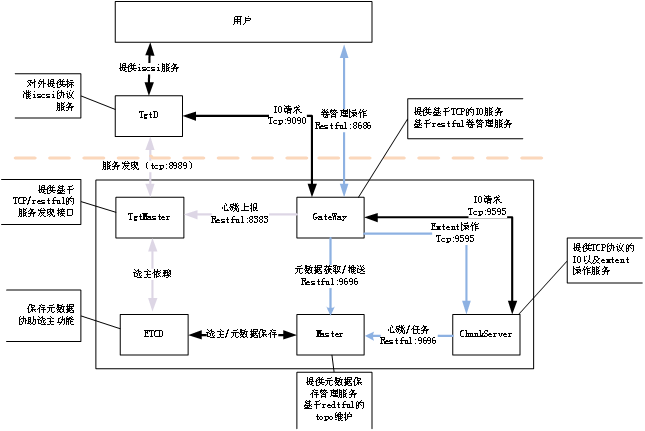 用户
提供iscsi服务
对外提供标
准iscsi协议
服务
TgtD
IO请求
Tcp:9090
卷管理操作
Restful:8686
提供基于TCP的IO服务
基于restful卷管理服务
服务发现（tcp:8989）
提供基于
TCP/restful的
服务发现接口
TgtMaster
心跳上报
Restful:8383
GateWay
IO请求
Tcp:9595
Extent操作
Tcp:9595
提供TCP协议的
IO以及extent
操作服务
选主依赖
元数据获取/推送
Restful:9696
保存元数据
协助选主功能
ETCD
选主/元数据保存
Master
心跳/任务
Restful:9696
ChunkServer
提供元数据保
存管理服务
基于redtful的
topo维护